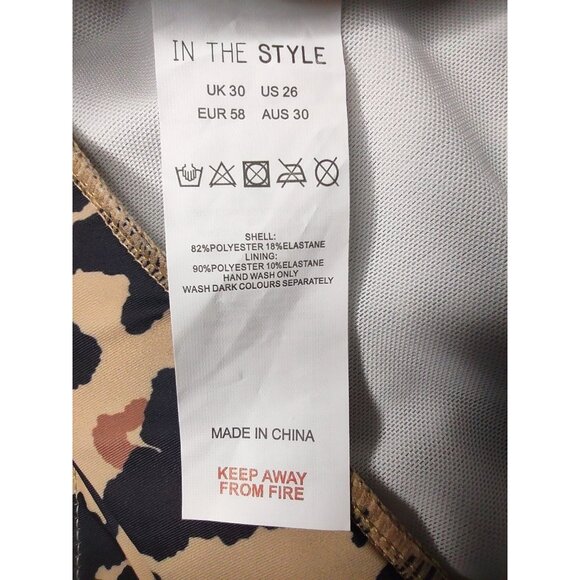 IN THE STYLE
UK 30 US 26
EUR 58 AUS 30
SHELL:
82%POLYESTER 18%ELASTANE
LINING:
90%POLYESTER 10%ELASTANE
HAND WASH ONLY
WASH DARK COLOURS SEPARATELY
MADE IN CHINA
KEEP AWAY
FROM FIRE